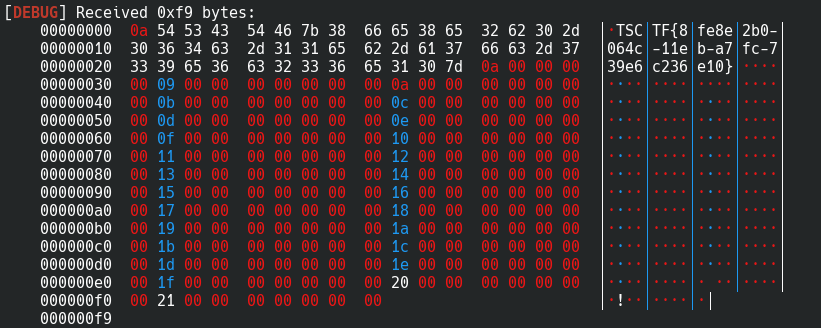 [DEBUG] Received 0xf9 bytes:
00000000 0a 54 53 43 54 46 7b 38 66 65 38 65 32 62 30 2d │·TSC│TF{8│fe8e│2b0-│
00000010 30 36 34 63 2d 31 31 65 62 2d 61 37 66 63 2d 37 │064c│-11e│b-a7│fc-7│
00000020 33 39 65 36 63 32 33 36 65 31 30 7d 0a 00 00 00 │39e6│c236│e10}│····│
00000030 00 09 00 00 00 00 00 00 00 0a 00 00 00 00 00 00 │····│····│····│····│
00000040 00 0b 00 00 00 00 00 00 00 0c 00 00 00 00 00 00 │····│····│····│····│
00000050 00 0d 00 00 00 00 00 00 00 0e 00 00 00 00 00 00 │····│····│····│····│
00000060 00 0f 00 00 00 00 00 00 00 10 00 00 00 00 00 00 │····│····│····│····│
00000070 00 11 00 00 00 00 00 00 00 12 00 00 00 00 00 00 │····│····│····│····│
00000080 00 13 00 00 00 00 00 00 00 14 00 00 00 00 00 00 │····│····│····│····│
00000090 00 15 00 00 00 00 00 00 00 16 00 00 00 00 00 00 │····│····│····│····│
000000a0 00 17 00 00 00 00 00 00 00 18 00 00 00 00 00 00 │····│····│····│····│
000000b0 00 19 00 00 00 00 00 00 00 1a 00 00 00 00 00 00 │····│····│····│····│
000000c0 00 1b 00 00 00 00 00 00 00 1c 00 00 00 00 00 00 │····│····│····│····│
000000d0 00 1d 00 00 00 00 00 00 00 1e 00 00 00 00 00 00 │····│····│····│····│
000000e0 00 1f 00 00 00 00 00 00 00 20 00 00 00 00 00 00 │····│····│· ··│····│
000000f0 00 21 00 00 00 00 00 00 00 │·!··│····│·│
000000f9